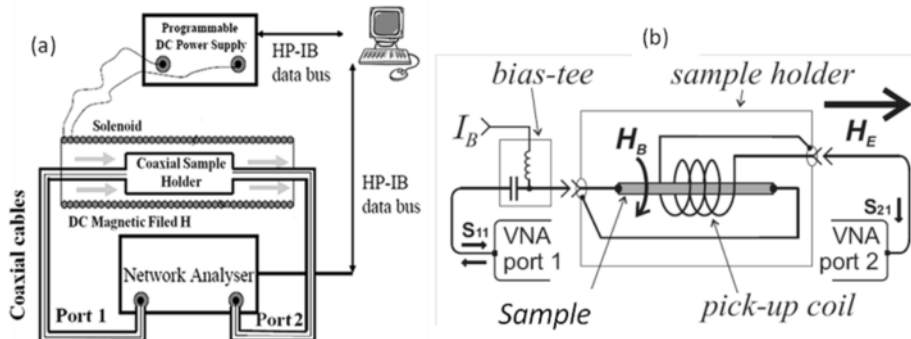 (a)
Programmable
DC Power Supply
HP-IB
data bus
Solenoid
Coaxial Sample
Holder
DC Magnetic Filed H
HP-IB
data bus
Coaxial cables
Network Analyser
Port 1
Port 2
(b)
bias-tee
sample holder
I_B
H_B
H_E
S11
S21
VNA
port 1
VNA
port 2
Sample
pick-up coil